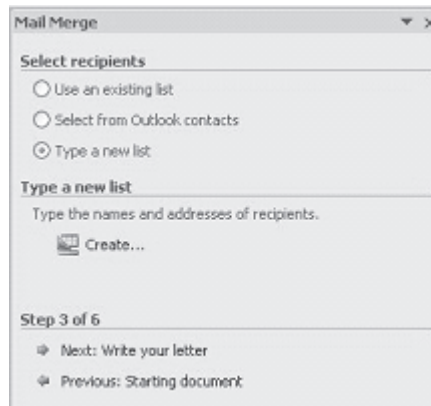 Mail Merge
Select recipients
Use an existing list
Select from Outlook contacts
Type a new list
Type a new list
Type the names and addresses of recipients.
Create...
Step 3 of 6
Next: Write your letter
Previous: Starting document